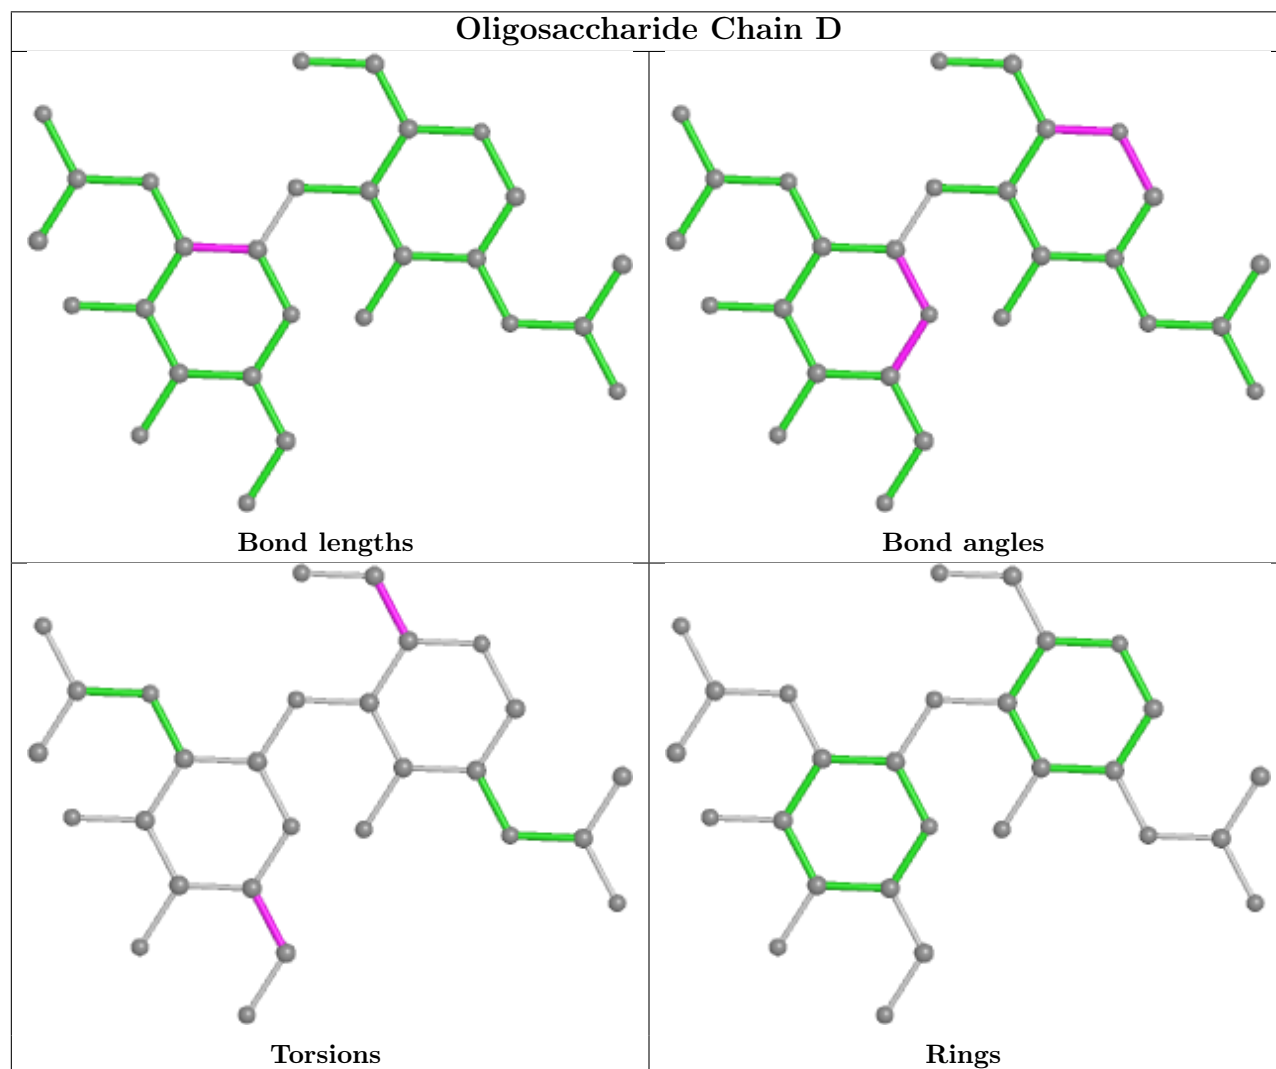 Oligosaccharide Chain D
Bond lengths
Bond angles
Torsions
Rings